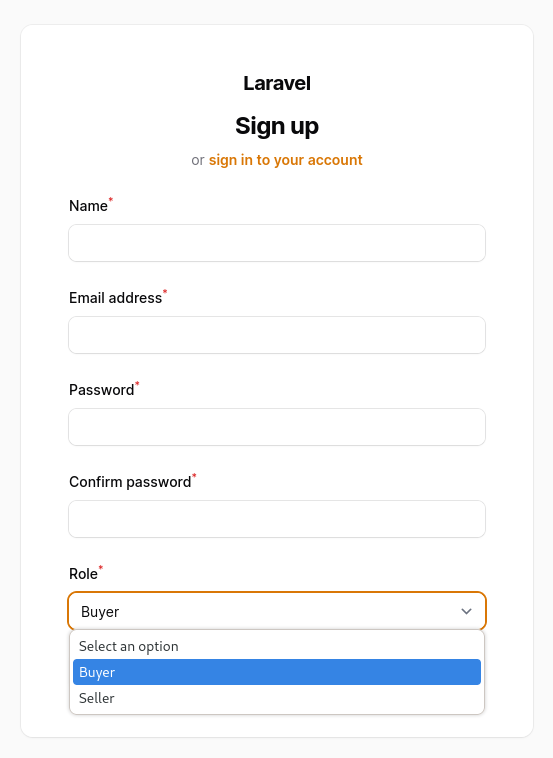 Laravel
Sign up
or sign in to your account
Name*
Email address*
Password*
Confirm password*
Role*
Buyer
Select an option
Buyer
Seller